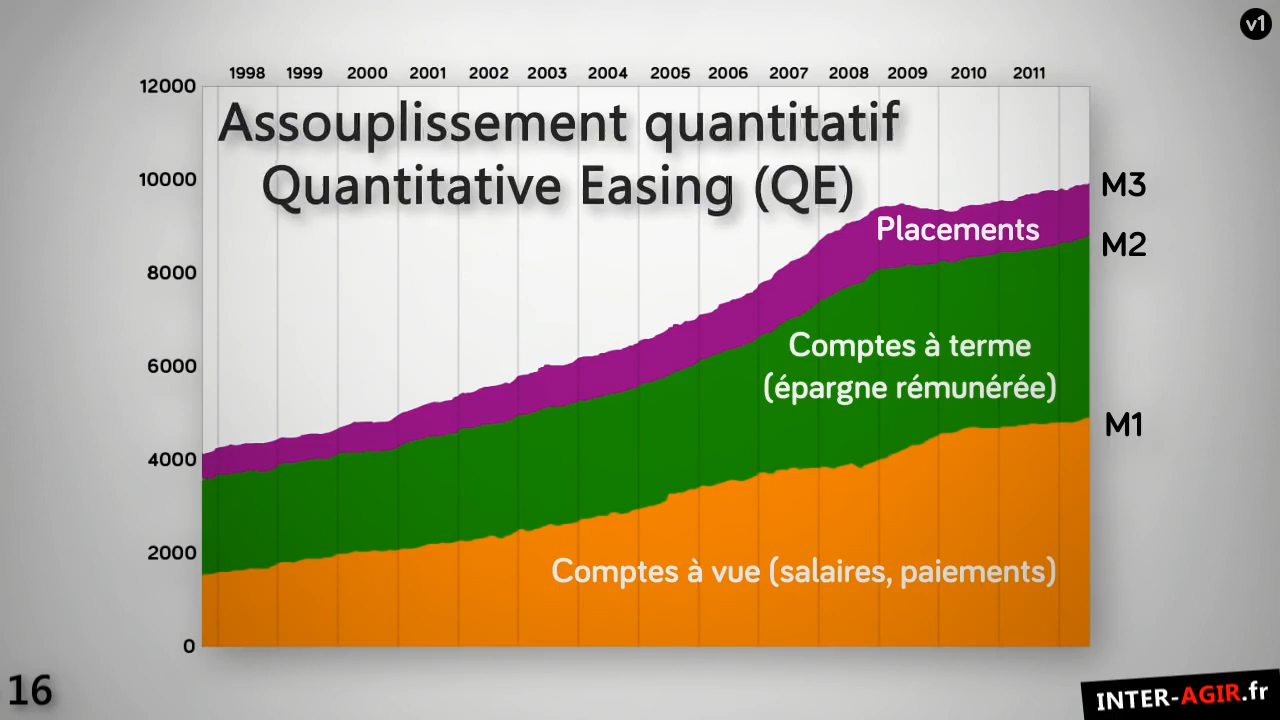 v1
1998 1999 2000 2001 2002 2003 2004 2005 2006 2007 2008 2009 2010 2011
12000
Assouplissement quantitatif
Quantitative Easing (QE)
10000
M3
Placements
M2
8000
6000
Comptes à terme
(épargne rémunérée)
M1
4000
2000
Comptes à vue (salaires, paiements)
0
16
INTER-AGIR.fr